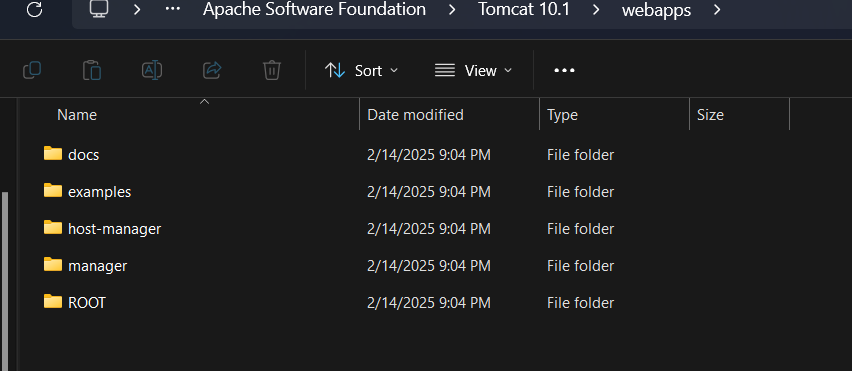 … > Apache Software Foundation > Tomcat 10.1 > webapps >
Sort View …
Name Date modified Type Size
docs 2/14/2025 9:04 PM File folder
examples 2/14/2025 9:04 PM File folder
host-manager 2/14/2025 9:04 PM File folder
manager 2/14/2025 9:04 PM File folder
ROOT 2/14/2025 9:04 PM File folder